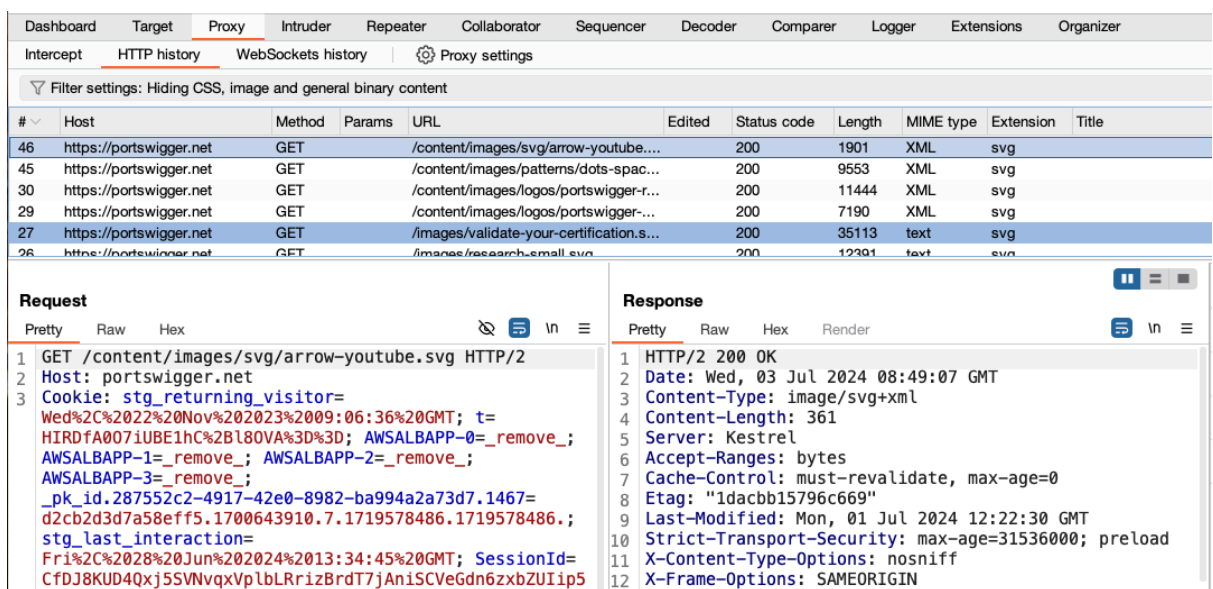 Dashboard Target Proxy Intruder Repeater Collaborator Sequencer Decoder Comparer Logger Extensions Organizer
Intercept HTTP history WebSockets history Proxy settings
Filter settings: Hiding CSS, image and general binary content
# Host Method Params URL Edited Status code Length MIME type Extension Title
46 https://portswigger.net GET /content/images/svg/arrow-youtube.... 200 1901 XML svg
45 https://portswigger.net GET /content/images/patterns/dots-spac... 200 9553 XML svg
30 https://portswigger.net GET /content/images/logos/portswigger-r... 200 11444 XML svg
29 https://portswigger.net GET /content/images/logos/portswigger-... 200 7190 XML svg
27 https://portswigger.net GET /images/validate-your-certification.s... 200 35113 text svg
26 https://portswigger.net GET /images/research-small.svg 200 12391 text svg
Request
Pretty Raw Hex \n
1 GET /content/images/svg/arrow-youtube.svg HTTP/2
2 Host: portswigger.net
3 Cookie: stg_returning_visitor=
Wed%2C%2022%20Nov%202023%2009:06:36%20GMT; t=
HIRDfA0O7iUBE1hC%2Bl8OVA%3D%3D; AWSALBAPP-0=_remove_;
AWSALBAPP-1=_remove_; AWSALBAPP-2=_remove_;
AWSALBAPP-3=_remove_;
_pk_id.287552c2-4917-42e0-8982-ba994a2a73d7.1467=
d2cb2d3d7a58eff5.1700643910.7.1719578486.1719578486.;
stg_last_interaction=
Fri%2C%2028%20Jun%202024%2013:34:45%20GMT; SessionId=
CfDJ8KUD4Qxj5SVNvqxVplbLRrizBrdT7jAniSCVeGdn6zxbZUIip5
Response
Pretty Raw Hex Render \n
1 HTTP/2 200 OK
2 Date: Wed, 03 Jul 2024 08:49:07 GMT
3 Content-Type: image/svg+xml
4 Content-Length: 361
5 Server: Kestrel
6 Accept-Ranges: bytes
7 Cache-Control: must-revalidate, max-age=0
8 Etag: "1dacbb15796c669"
9 Last-Modified: Mon, 01 Jul 2024 12:22:30 GMT
10 Strict-Transport-Security: max-age=31536000; preload
11 X-Content-Type-Options: nosniff
12 X-Frame-Options: SAMEORIGIN